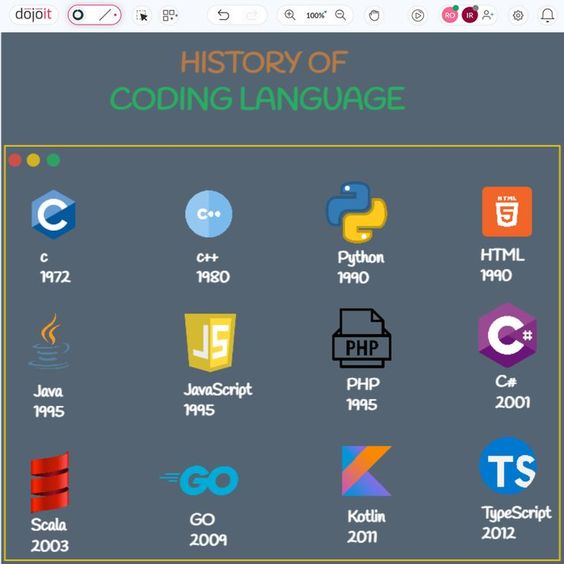 dojoit
100%
RO
IR
HISTORY OF
CODING LANGUAGE
C
C++
HTML
5
c
1972
c++
1980
Python
1990
HTML
1990
JS
PHP
C#
Java
1995
JavaScript
1995
PHP
1995
C#
2001
GO
TS
Scala
2003
GO
2009
Kotlin
2011
TypeScript
2012